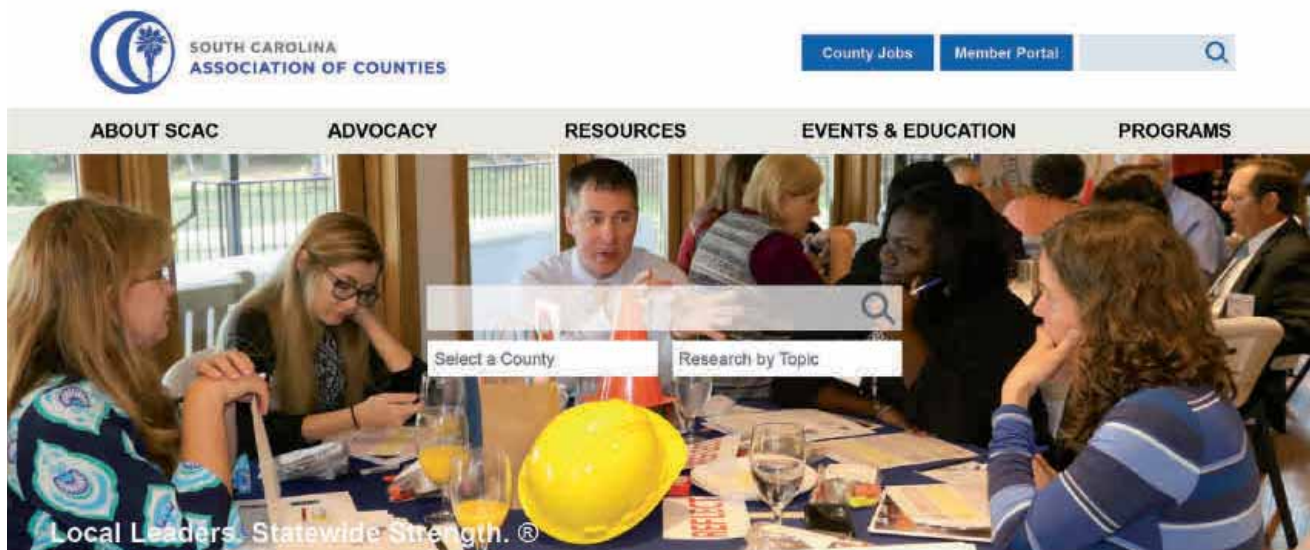 SOUTH CAROLINA
ASSOCIATION OF COUNTIES
County Jobs
Member Portal
ABOUT SCAC
ADVOCACY
RESOURCES
EVENTS & EDUCATION
PROGRAMS
Select a County
Research by Topic
REFLECT
Local Leaders. Statewide Strength. ®